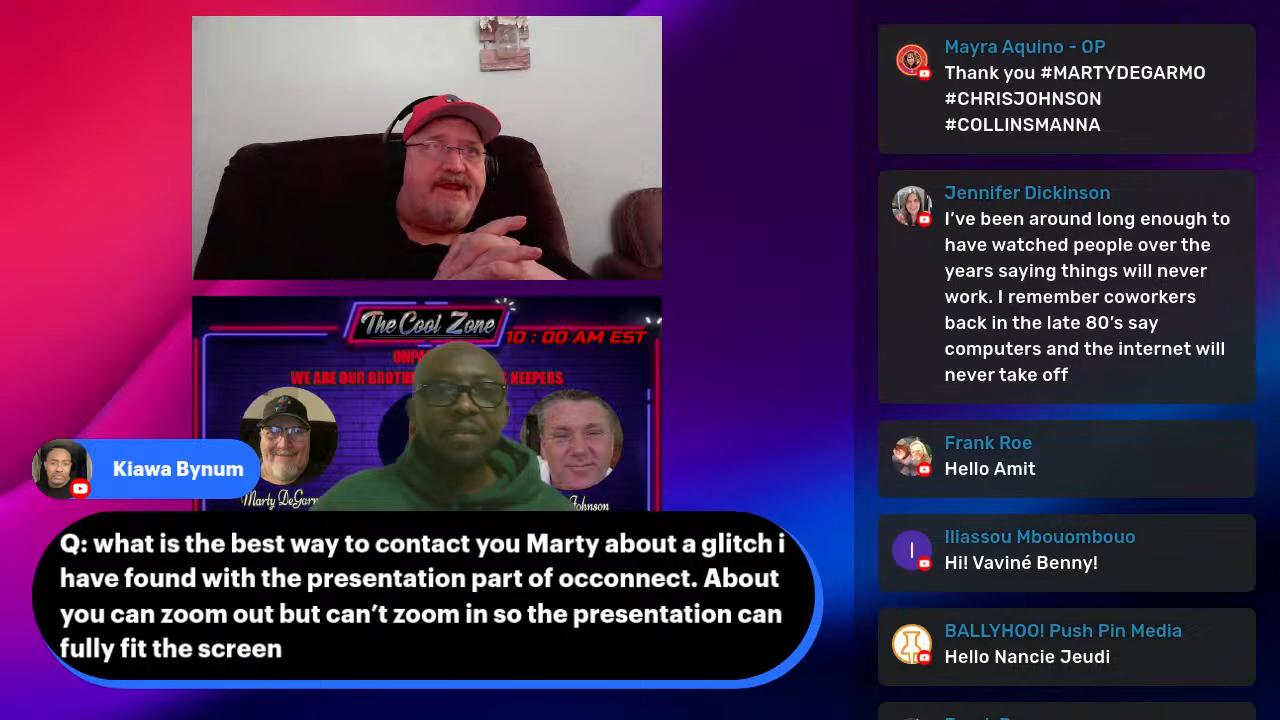 The Cool Zone
10 : 00 AM EST
WE ARE OUR
KEEPERS
Marty
Johnson
Kiawa Bynum
Q: what is the best way to contact you Marty about a glitch i
have found with the presentation part of occonnect. About
you can zoom out but can’t zoom in so the presentation can
fully fit the screen
Mayra Aquino - OP
Thank you #MARTYDEGARMO
#CHRISJOHNSON
#COLLINSMANNA
Jennifer Dickinson
I’ve been around long enough to
have watched people over the
years saying things will never
work. I remember coworkers
back in the late 80’s say
computers and the internet will
never take off
Frank Roe
Hello Amit
I
Iliassou Mbouombouo
Hi! Vaviné Benny!
BALLYHOO! Push Pin Media
Hello Nancie Jeudi